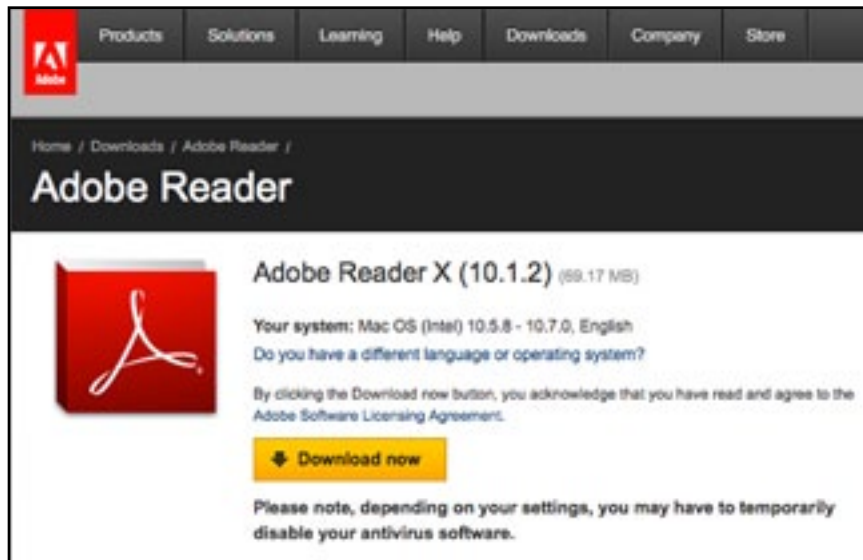 Products Solutions Learning Help Downloads Company Store
Adobe
Home / Downloads / Adobe Reader /
Adobe Reader
Adobe Reader X (10.1.2) (69.17 MB)
Your system: Mac OS (Intel) 10.5.8 - 10.7.0, English
Do you have a different language or operating system?
By clicking the Download now button, you acknowledge that you have read and agree to the
Adobe Software Licensing Agreement.
Download now
Please note, depending on your settings, you may have to temporarily
disable your antivirus software.